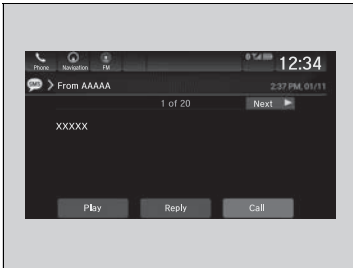 Phone Navigation FM 12:34
SMS From AAAAA 2:37 PM, 01/11
1 of 20 Next
XXXXX
Play Reply Call